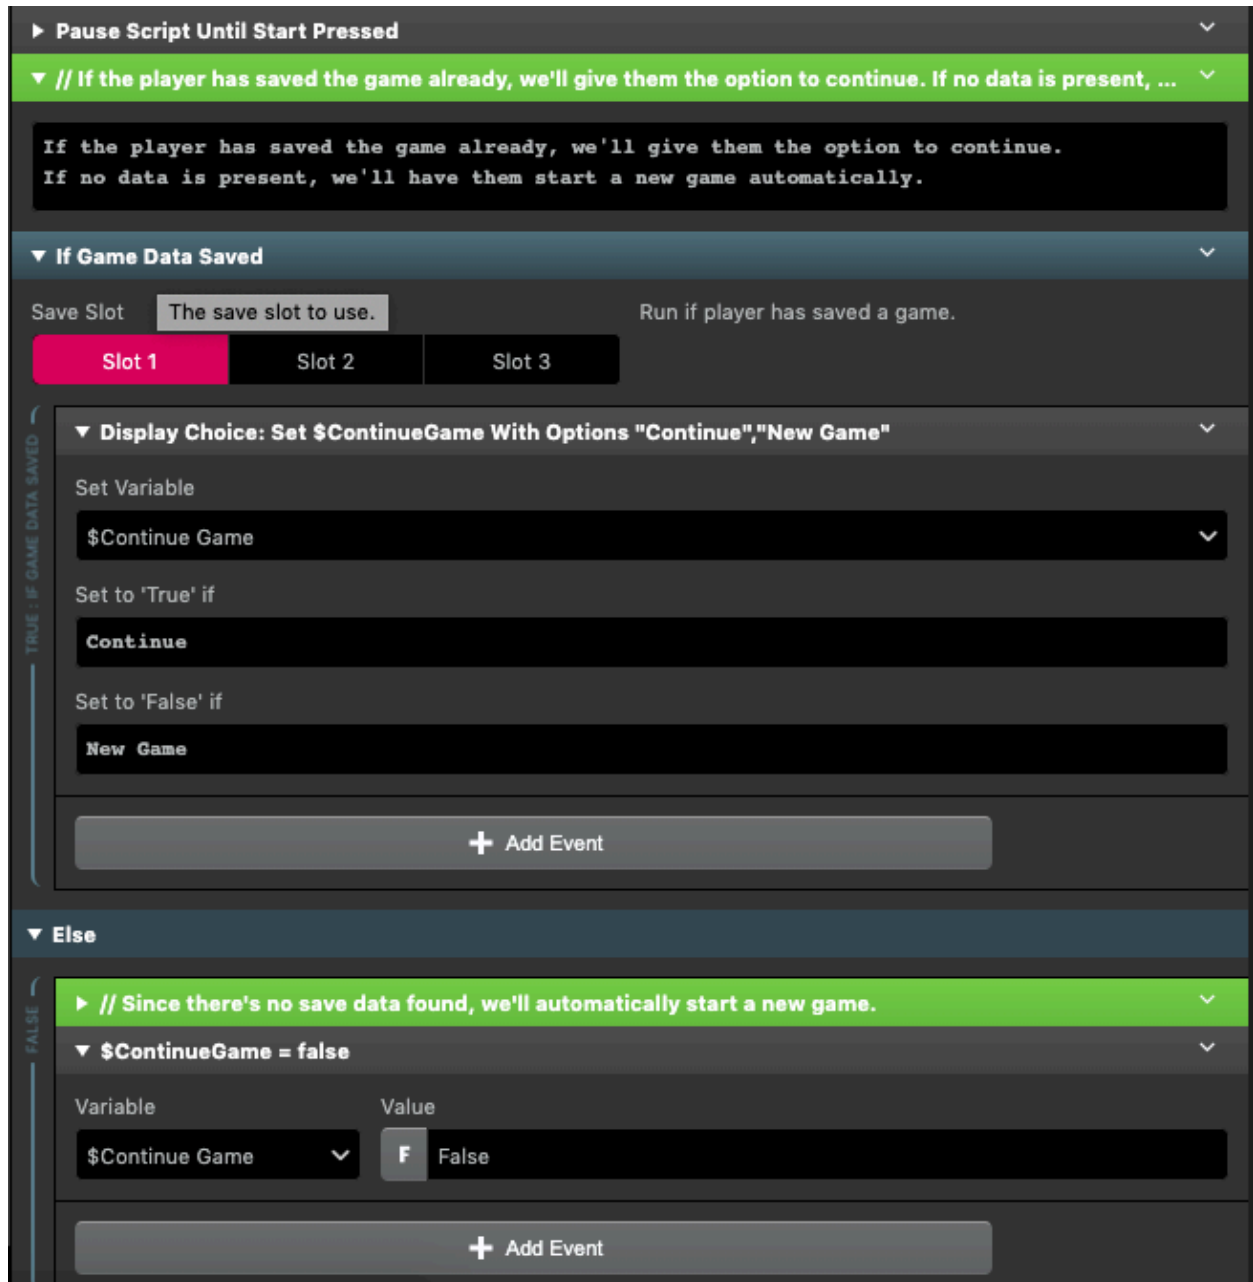 Pause Script Until Start Pressed
// If the player has saved the game already, we'll give them the option to continue. If no data is present, ...
If the player has saved the game already, we'll give them the option to continue.
If no data is present, we'll have them start a new game automatically.
If Game Data Saved
Save Slot
The save slot to use.
Run if player has saved a game.
Slot 1
Slot 2
Slot 3
TRUE : IF GAME DATA SAVED
Display Choice: Set $ContinueGame With Options "Continue","New Game"
Set Variable
$Continue Game
Set to 'True' if
Continue
Set to 'False' if
New Game
Add Event
Else
FALSE
// Since there's no save data found, we'll automatically start a new game.
$ContinueGame = false
Variable
Value
$Continue Game
F
False
Add Event